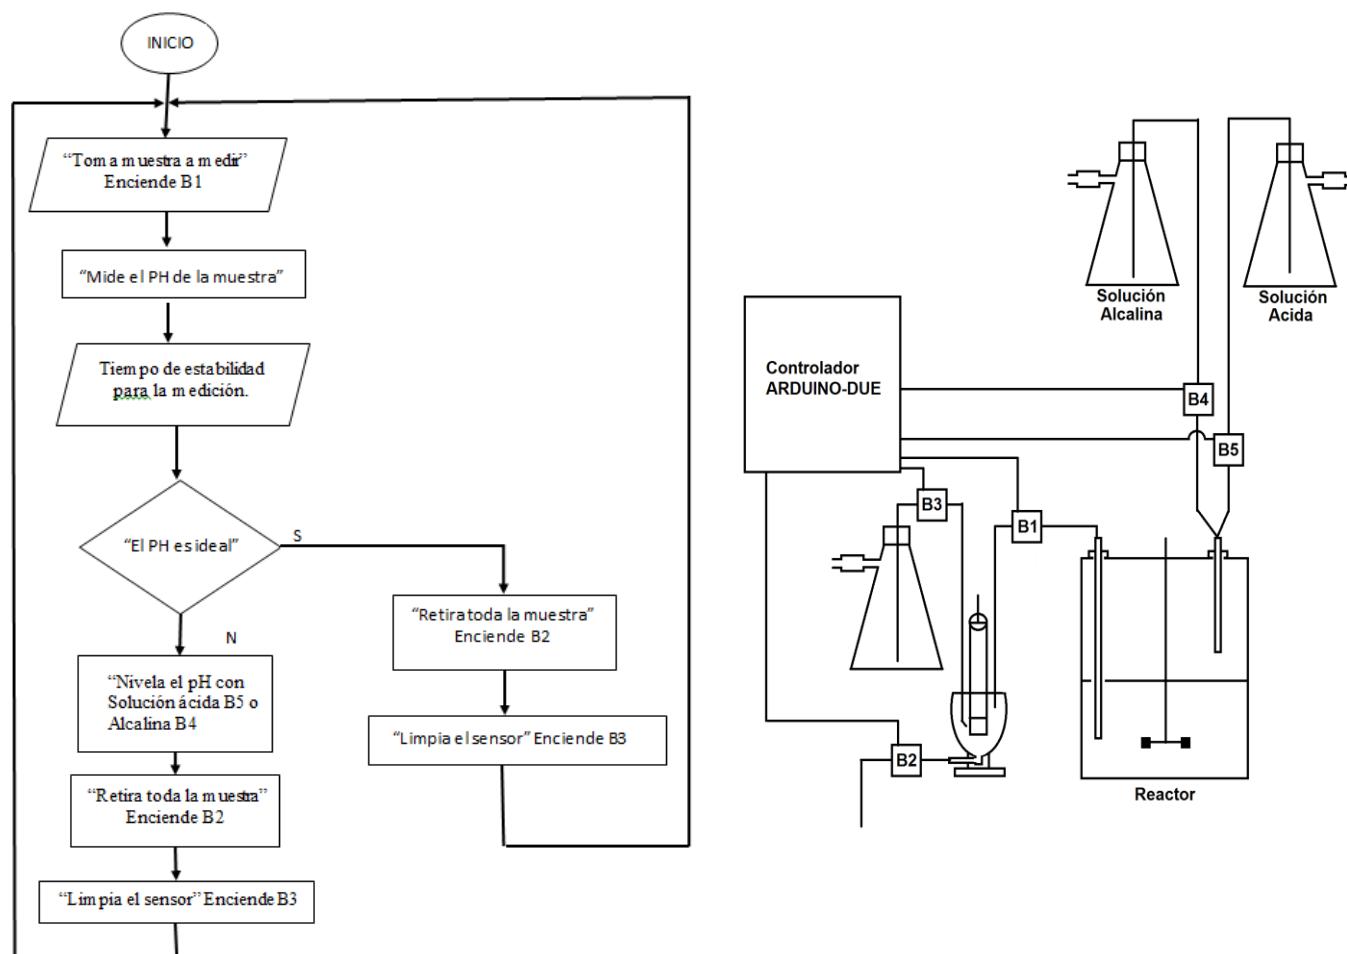 INICIO
“Toma muestra a medir”
Enciende B1
“Mide el PH de la muestra”
Tiempo de estabilidad
para la medición.
“El PH es ideal”
S
N
“Retira toda la muestra”
Enciende B2
“Limpia el sensor” Enciende B3
“Nivela el pH con
Solución ácida B5 o
Alcalina B4
“Retira toda la muestra”
Enciende B2
“Limpia el sensor” Enciende B3
Solución
Alcalina
Solución
Acida
Controlador
ARDUINO-DUE
B4
B5
B3
B1
B2
Reactor